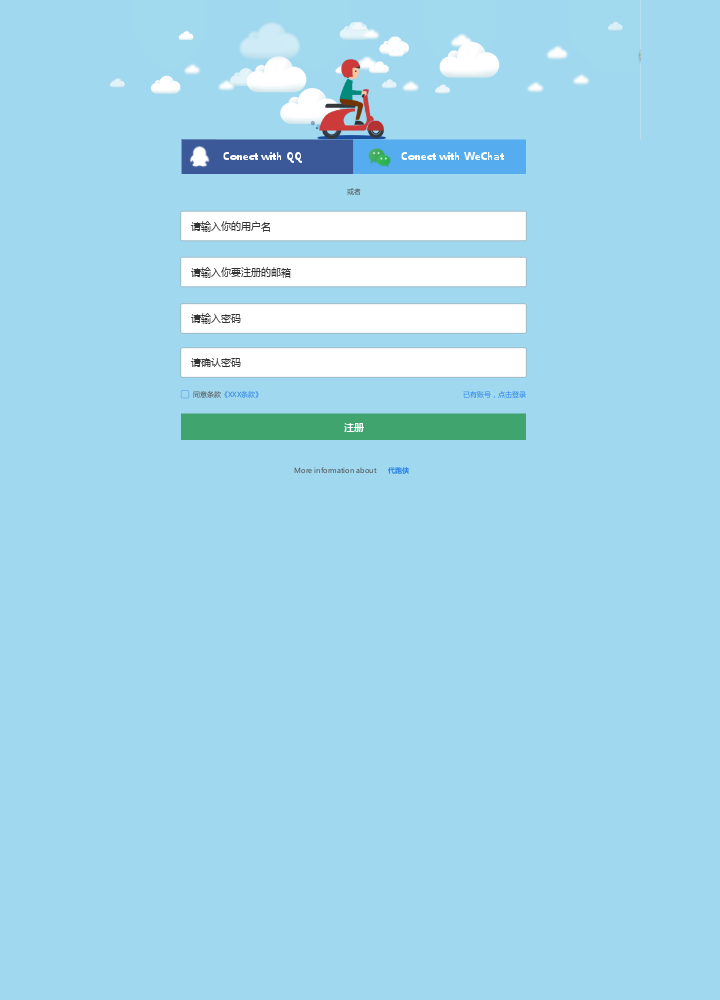 Conect with QQ
Conect with WeChat
或者
请输入你的用户名
请输入你要注册的邮箱
请输入密码
请确认密码
同意条款《XXX条款》
已有账号，点击登录
注册
More information about 代跑侠